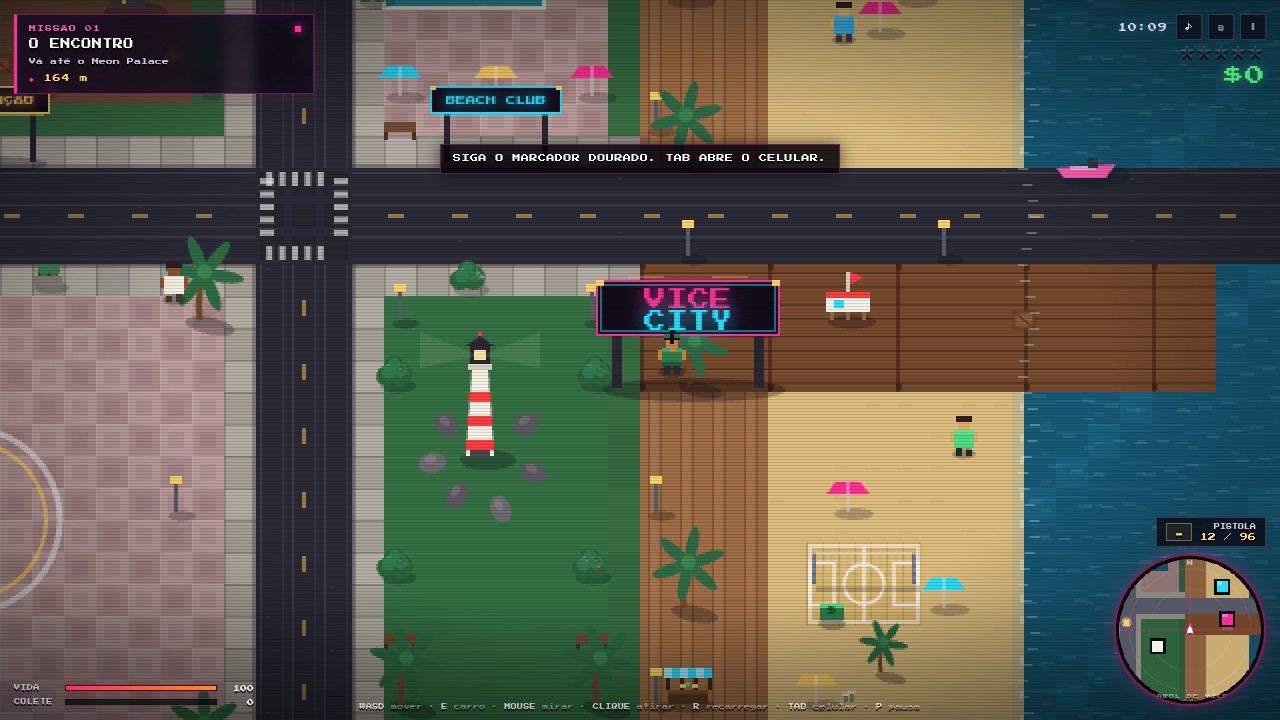 MISSÃO 01
O ENCONTRO
Vá até o Neon Palace
164 m
10:09
$0
BEACH CLUB
SIGA O MARCADOR DOURADO. TAB ABRE O CELULAR.
VICE
CITY
PISTOLA
12 / 96
N
VIDA 100
COLETE 0
WASD mover · E carro · MOUSE mirar · CLIQUE atirar · R recarregar · TAB celular · P pausa